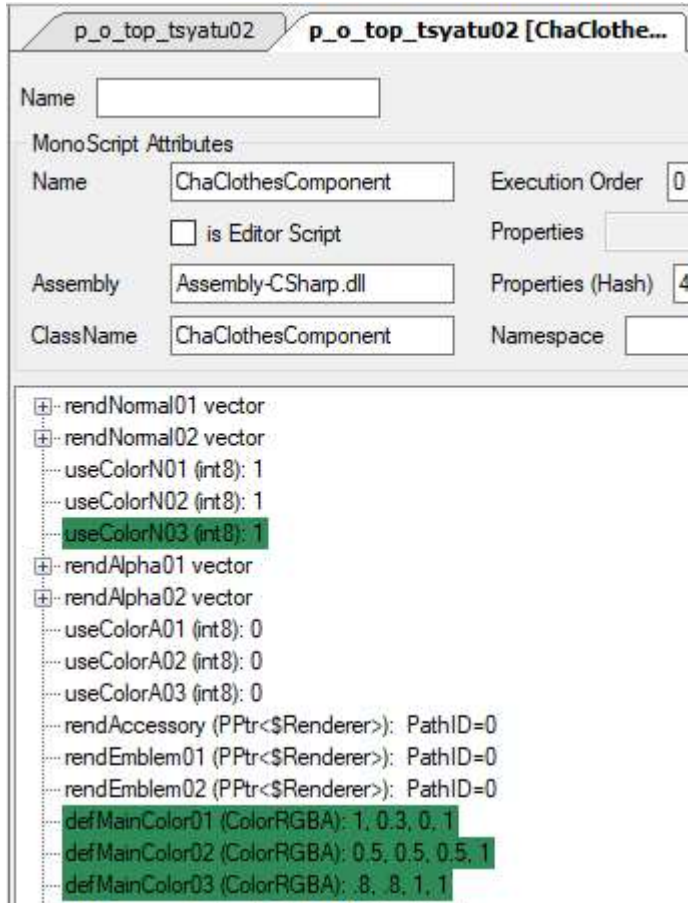 p_o_top_tsyatu02 p_o_top_tsyatu02 [ChaClothe...
Name
MonoScript Attributes
Name ChaClothesComponent Execution Order 0
is Editor Script Properties
Assembly Assembly-CSharp.dll Properties (Hash) 4
ClassName ChaClothesComponent Namespace
rendNormal01 vector
rendNormal02 vector
useColorN01 (int8): 1
useColorN02 (int8): 1
useColorN03 (int8): 1
rendAlpha01 vector
rendAlpha02 vector
useColorA01 (int8): 0
useColorA02 (int8): 0
useColorA03 (int8): 0
rendAccessory (PPtr<$Renderer>): PathID=0
rendEmblem01 (PPtr<$Renderer>): PathID=0
rendEmblem02 (PPtr<$Renderer>): PathID=0
defMainColor01 (ColorRGBA): 1, 0.3, 0, 1
defMainColor02 (ColorRGBA): 0.5, 0.5, 0.5, 1
defMainColor03 (ColorRGBA): .8, .8, 1, 1